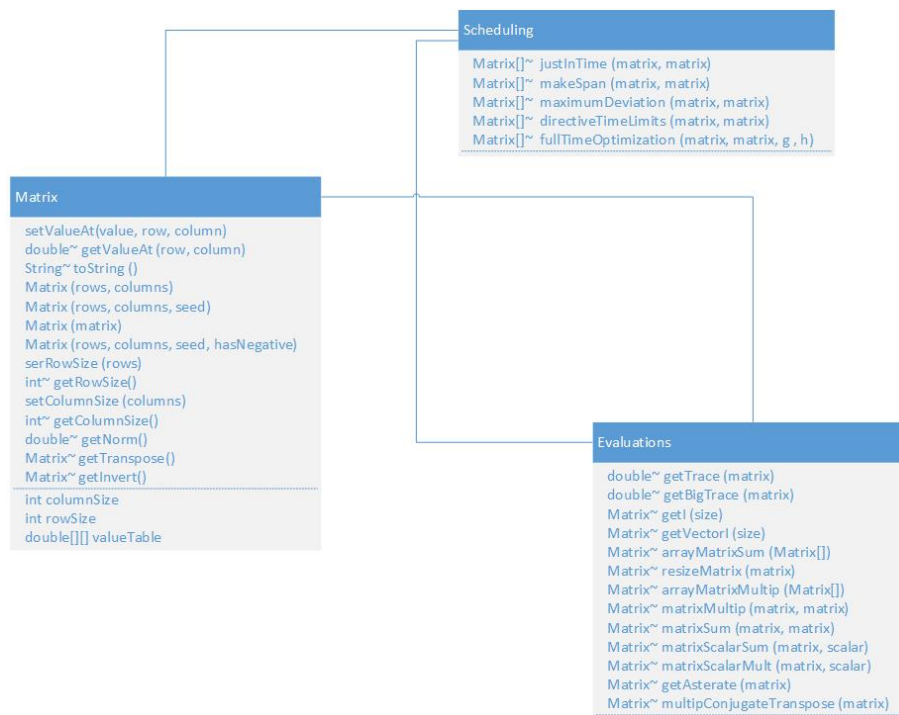 Scheduling
Matrix[]~ justInTime (matrix, matrix)
Matrix[]~ makeSpan (matrix, matrix)
Matrix[]~ maximumDeviation (matrix, matrix)
Matrix[]~ directiveTimeLimits (matrix, matrix)
Matrix[]~ fullTimeOptimization (matrix, matrix, g , h)
Matrix
setValueAt(value, row, column)
double~ getValueAt (row, column)
String~ toString ()
Matrix (rows, columns)
Matrix (rows, columns, seed)
Matrix (matrix)
Matrix (rows, columns, seed, hasNegative)
serRowSize (rows)
int~ getRowSize()
setColumnSize (columns)
int~ getColumnSize()
double~ getNorm()
Matrix~ getTranspose()
Matrix~ getInvert()
int columnSize
int rowSize
double[][] valueTable
Evaluations
double~ getTrace (matrix)
double~ getBigTrace (matrix)
Matrix~ getI (size)
Matrix~ getVectorI (size)
Matrix~ arrayMatrixSum (Matrix[])
Matrix~ resizeMatrix (matrix)
Matrix~ arrayMatrixMultip (Matrix[])
Matrix~ matrixMultip (matrix, matrix)
Matrix~ matrixSum (matrix, matrix)
Matrix~ matrixScalarSum (matrix, scalar)
Matrix~ matrixScalarMult (matrix, scalar)
Matrix~ getAsterate (matrix)
Matrix~ multipConjugateTranspose (matrix)